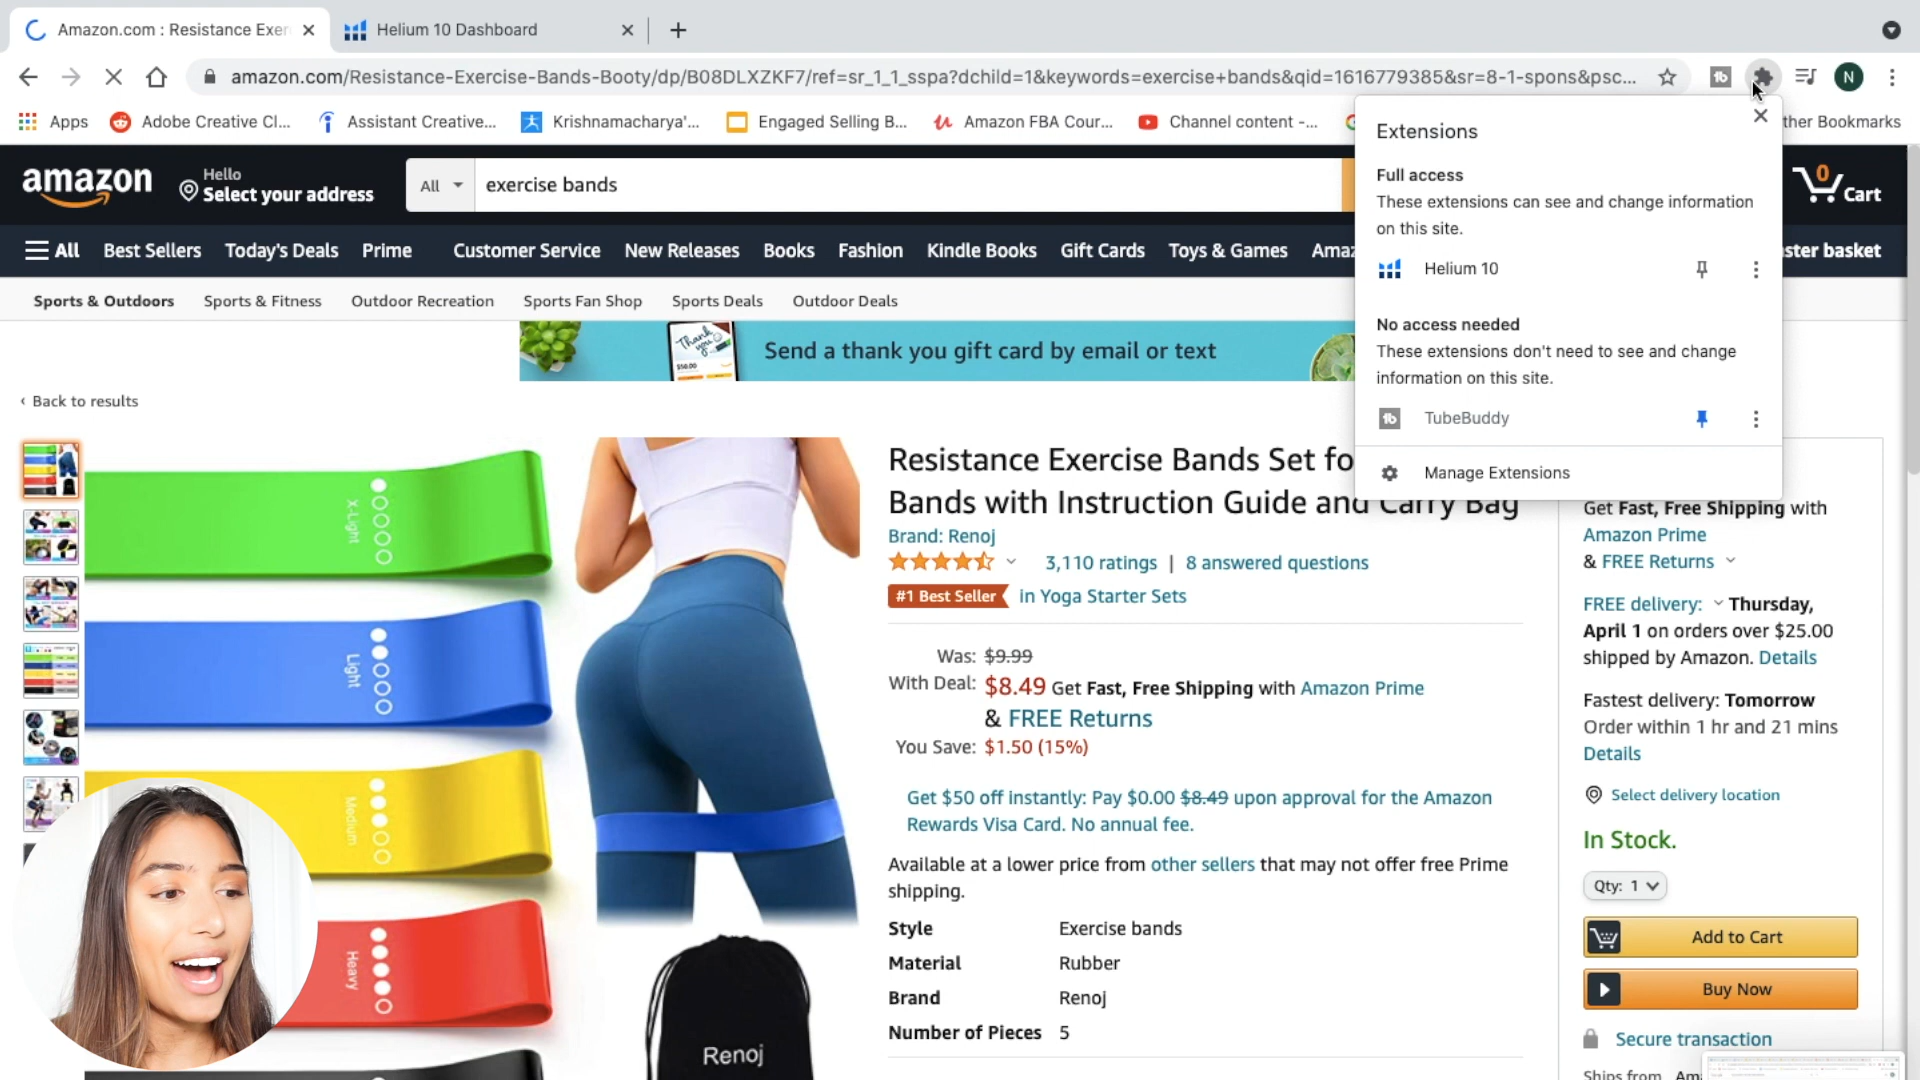 Amazon.com : Resistance Exer
Helium 10 Dashboard
amazon.com/Resistance-Exercise-Bands-Booty/dp/B08DLXZKF7/ref=sr_1_1_sspa?dchild=1&keywords=exercise+bands&qid=1616779385&sr=8-1-spons&psc...
N
Apps
Adobe Creative Cl...
Assistant Creative...
Krishnamacharya'...
Engaged Selling B...
Amazon FBA Cour...
Channel content -...
ther Bookmarks
Extensions
Full access
These extensions can see and change information
on this site.
Helium 10
No access needed
These extensions don't need to see and change
information on this site.
TubeBuddy
Manage Extensions
amazon
Hello
Select your address
All
exercise bands
0
Cart
All
Best Sellers
Today's Deals
Prime
Customer Service
New Releases
Books
Fashion
Kindle Books
Gift Cards
Toys & Games
Amaz
ster basket
Sports & Outdoors
Sports & Fitness
Outdoor Recreation
Sports Fan Shop
Sports Deals
Outdoor Deals
Thank you
$50.00
Send a thank you gift card by email or text
‹ Back to results
X-Light
Light
Medium
Heavy
Renoj
Resistance Exercise Bands Set fo
Bands with Instruction Guide and Carry Bag
Brand: Renoj
3,110 ratings | 8 answered questions
#1 Best Seller in Yoga Starter Sets
Was: $9.99
With Deal: $8.49 Get Fast, Free Shipping with Amazon Prime
& FREE Returns
You Save: $1.50 (15%)
Get $50 off instantly: Pay $0.00 $8.49 upon approval for the Amazon
Rewards Visa Card. No annual fee.
Available at a lower price from other sellers that may not offer free Prime
shipping.
Style Exercise bands
Material Rubber
Brand Renoj
Number of Pieces 5
Get Fast, Free Shipping with
Amazon Prime
& FREE Returns
FREE delivery: Thursday,
April 1 on orders over $25.00
shipped by Amazon. Details
Fastest delivery: Tomorrow
Order within 1 hr and 21 mins
Details
Select delivery location
In Stock.
Qty: 1
Add to Cart
Buy Now
Secure transaction
Ships from